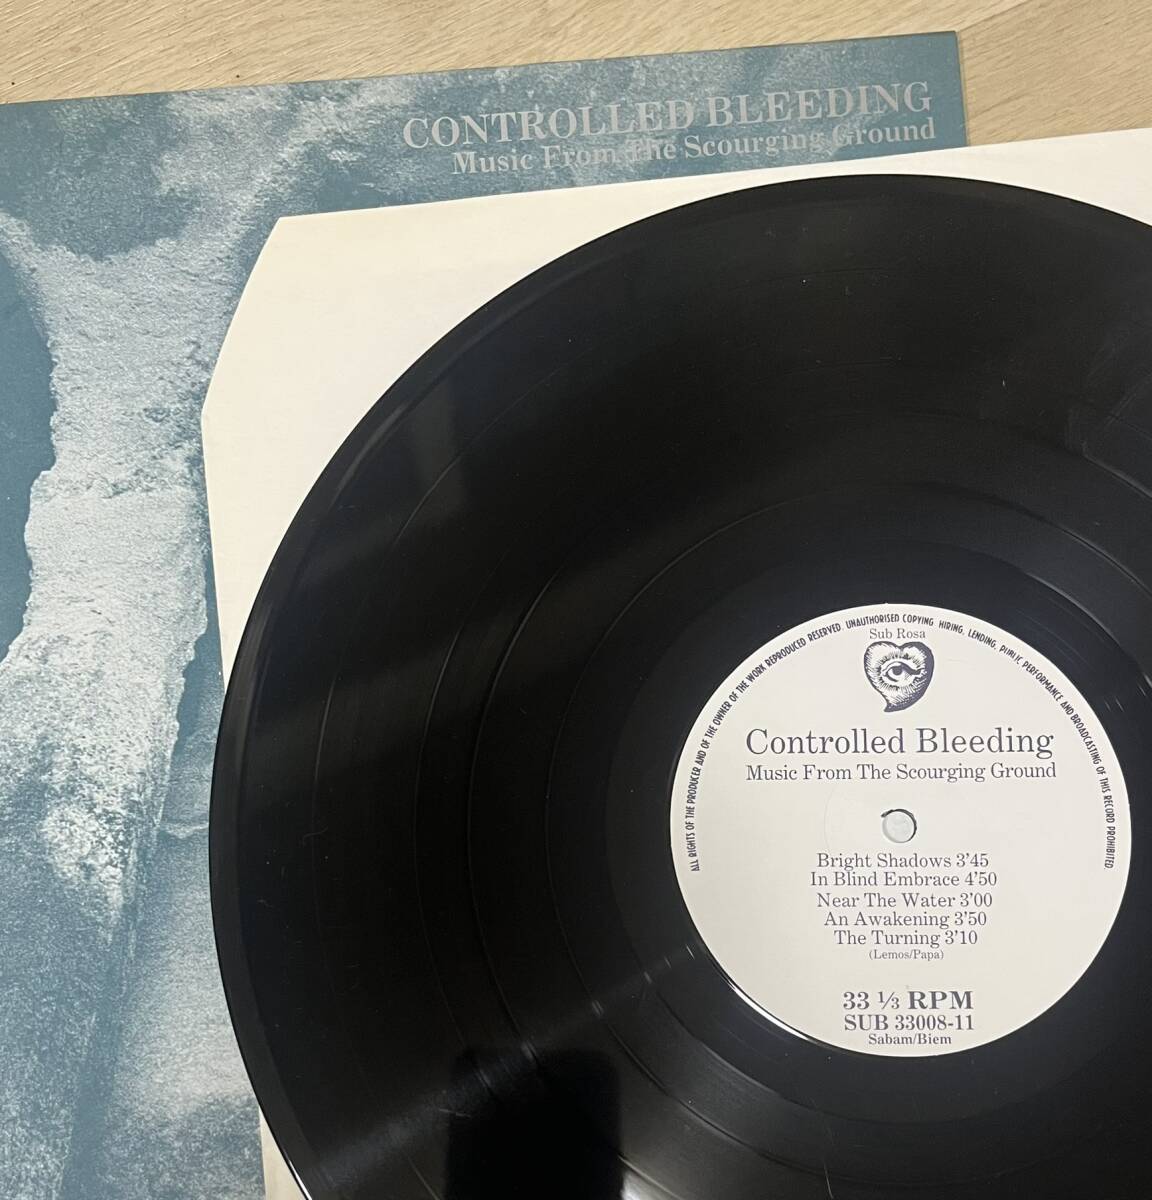 CONTROLLED BLEEDING
Music From The Scourging Ground
ALL RIGHTS OF THE PRODUCER AND OF THE OWNER OF THE WORK REPRODUCED RESERVED. UNAUTHORISED COPYING HIRING, LENDING, PUBLIC PERFORMANCE AND BROADCASTING OF THIS RECORD PROHIBITED.
Sub Rosa
Controlled Bleeding
Music From The Scourging Ground
Bright Shadows 3'45
In Blind Embrace 4'50
Near The Water 3'00
An Awakening 3'50
The Turning 3'10
(Lemos/Papa)
33 ⅓ RPM
SUB 33008-11
Sabam/Biem